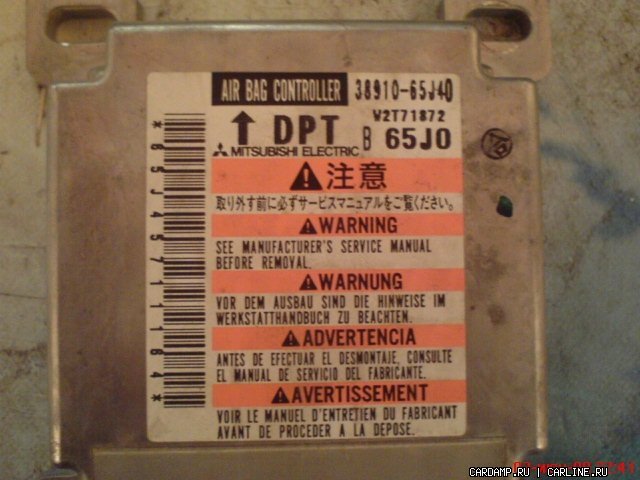 AIR BAG CONTROLLER 38910-65J40
W2T71872
↑ DPT B 65J0
MITSUBISHI ELECTRIC
注意
取り外す前に必ずサービスマニュアルをご覧ください。
WARNING
SEE MANUFACTURER'S SERVICE MANUAL
BEFORE REMOVAL.
WARNUNG
VOR DEM AUSBAU SIND DIE HINWEISE IM
WERKSTATTHANDBUCH ZU BEACHTEN.
ADVERTENCIA
ANTES DE EFECTUAR EL DESMONTAJE, CONSULTE
EL MANUAL DE SERVICIO DEL FABRICANTE.
AVERTISSEMENT
VOIR LE MANUEL D'ENTRETIEN DU FABRICANT
AVANT DE PROCEDER A LA DEPOSE.
*65J45711164*
CARDAMP.RU | CARLINE.RU